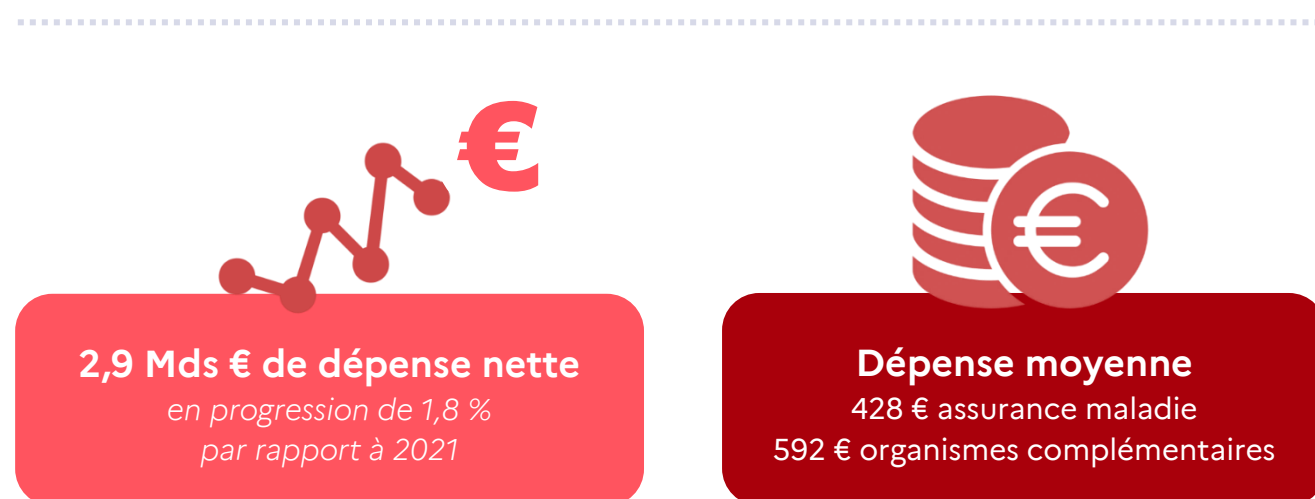 €
2,9 Mds € de dépense nette
en progression de 1,8 %
par rapport à 2021
€
Dépense moyenne
428 € assurance maladie
592 € organismes complémentaires